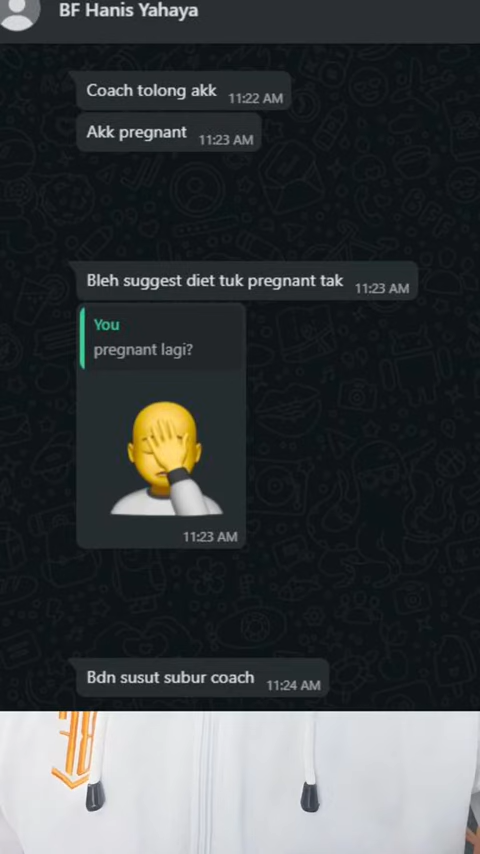 BF Hanis Yahaya
Coach tolong akk 11:22 AM
Akk pregnant 11:23 AM
Bleh suggest diet tuk pregnant tak 11:23 AM
You
pregnant lagi?
11:23 AM
Bdn susut subur coach 11:24 AM